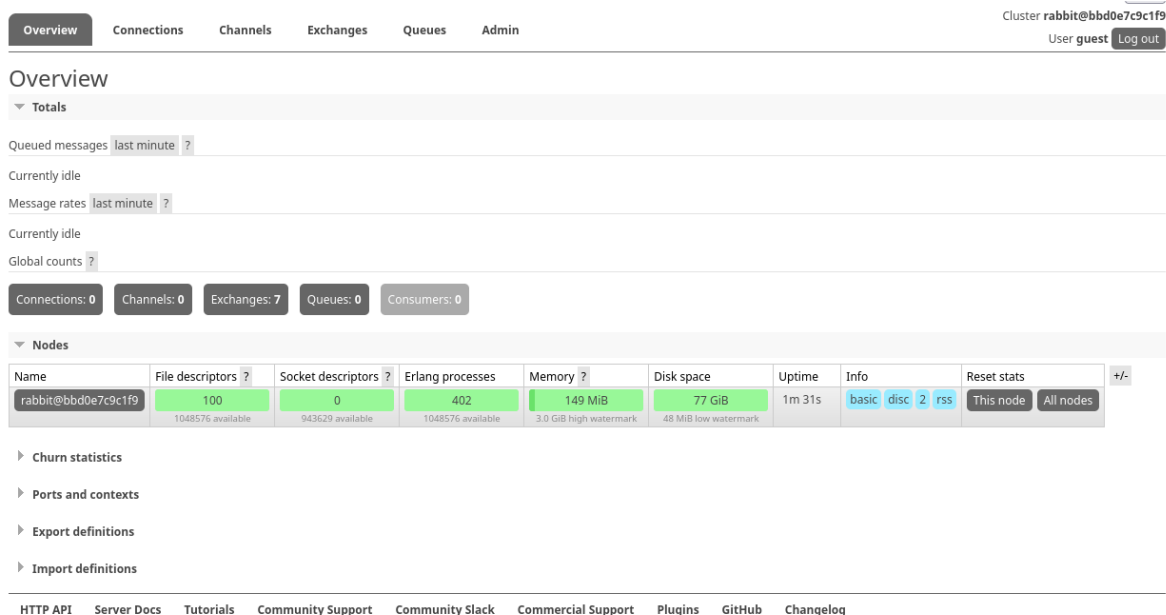 Cluster rabbit@bbd0e7c9c1f9
Overview Connections Channels Exchanges Queues Admin
User guest Log out
Overview
Totals
Queued messages last minute ?
Currently idle
Message rates last minute ?
Currently idle
Global counts ?
Connections: 0 Channels: 0 Exchanges: 7 Queues: 0 Consumers: 0
Nodes
Name File descriptors ? Socket descriptors ? Erlang processes Memory ? Disk space Uptime Info Reset stats +/-
rabbit@bbd0e7c9c1f9 100 0 402 149 MiB 77 GiB 1m 31s basic disc 2 rss This node All nodes
1048576 available 943629 available 1048576 available 3.0 GiB high watermark 48 MiB low watermark
Churn statistics
Ports and contexts
Export definitions
Import definitions
HTTP API Server Docs Tutorials Community Support Community Slack Commercial Support Plugins GitHub Changelog